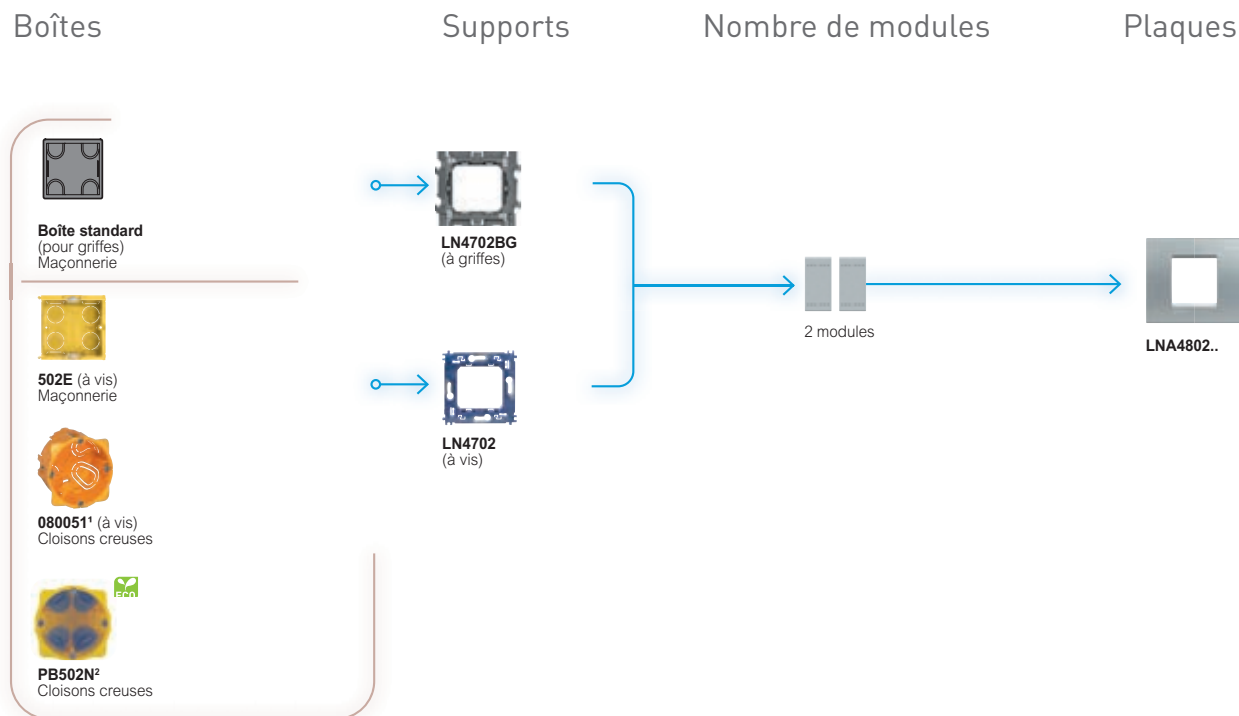 Boîtes
Supports
Nombre de modules
Plaques
Boîte standard
(pour griffes)
Maçonnerie
502E (à vis)
Maçonnerie
080051¹ (à vis)
Cloisons creuses
ECO
PB502N²
Cloisons creuses
LN4702BG
(à griffes)
LN4702
(à vis)
2 modules
LNA4802..